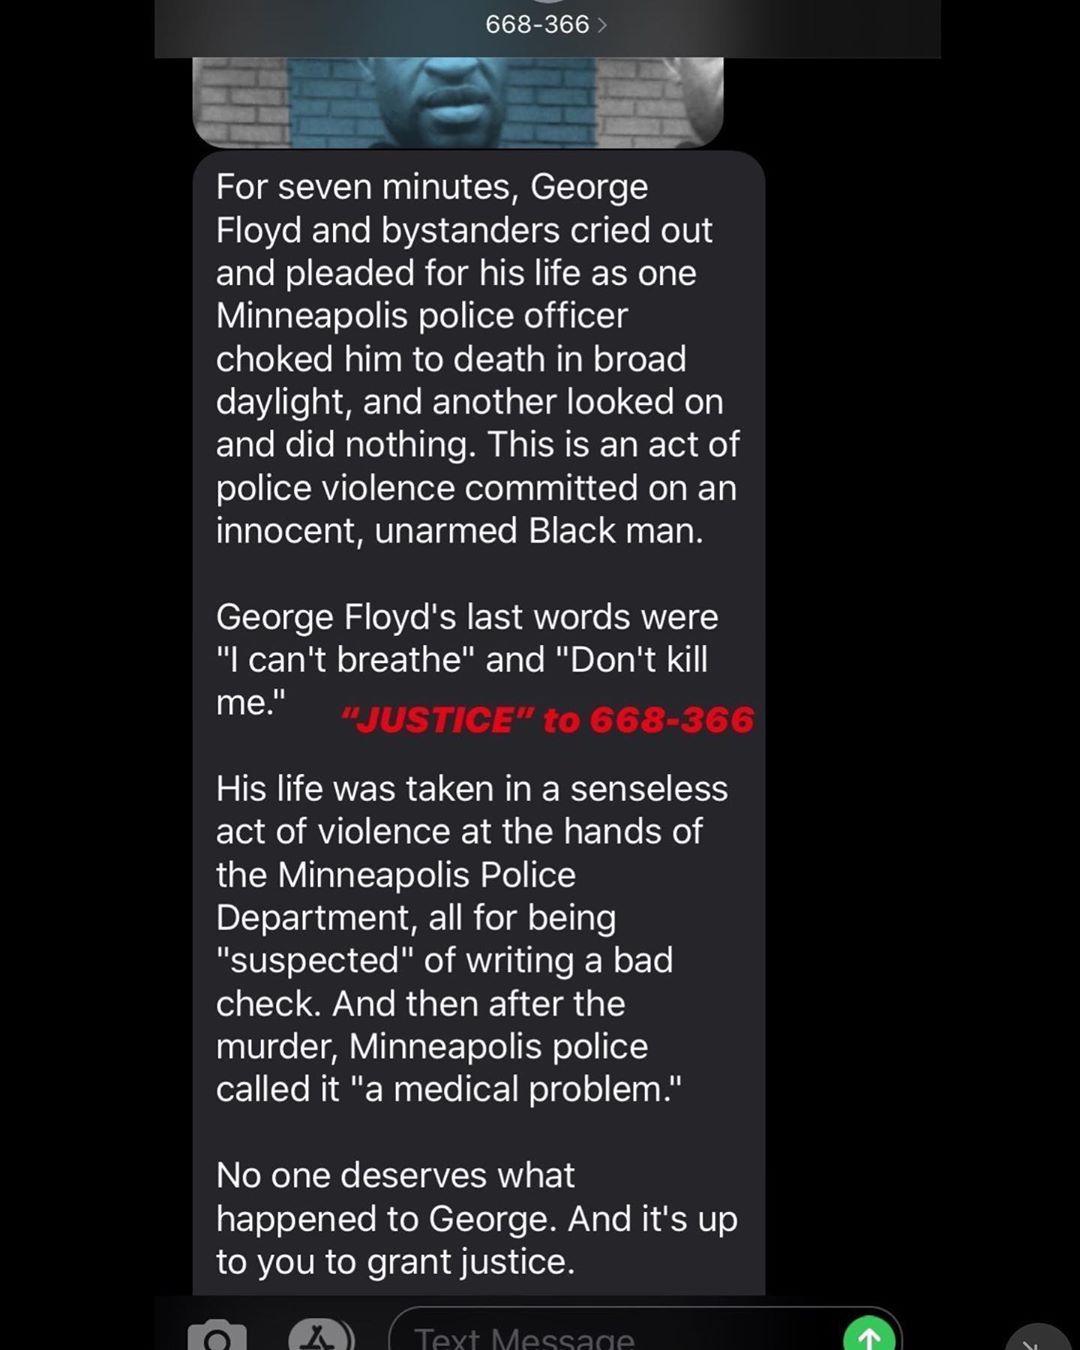 668-366 >
For seven minutes, George
Floyd and bystanders cried out
and pleaded for his life as one
Minneapolis police officer
choked him to death in broad
daylight, and another looked on
and did nothing. This is an act of
police violence committed on an
innocent, unarmed Black man.
George Floyd's last words were
"I can't breathe" and "Don't kill
me."
“JUSTICE” to 668-366
His life was taken in a senseless
act of violence at the hands of
the Minneapolis Police
Department, all for being
"suspected" of writing a bad
check. And then after the
murder, Minneapolis police
called it "a medical problem."
No one deserves what
happened to George. And it's up
to you to grant justice.
Text Message